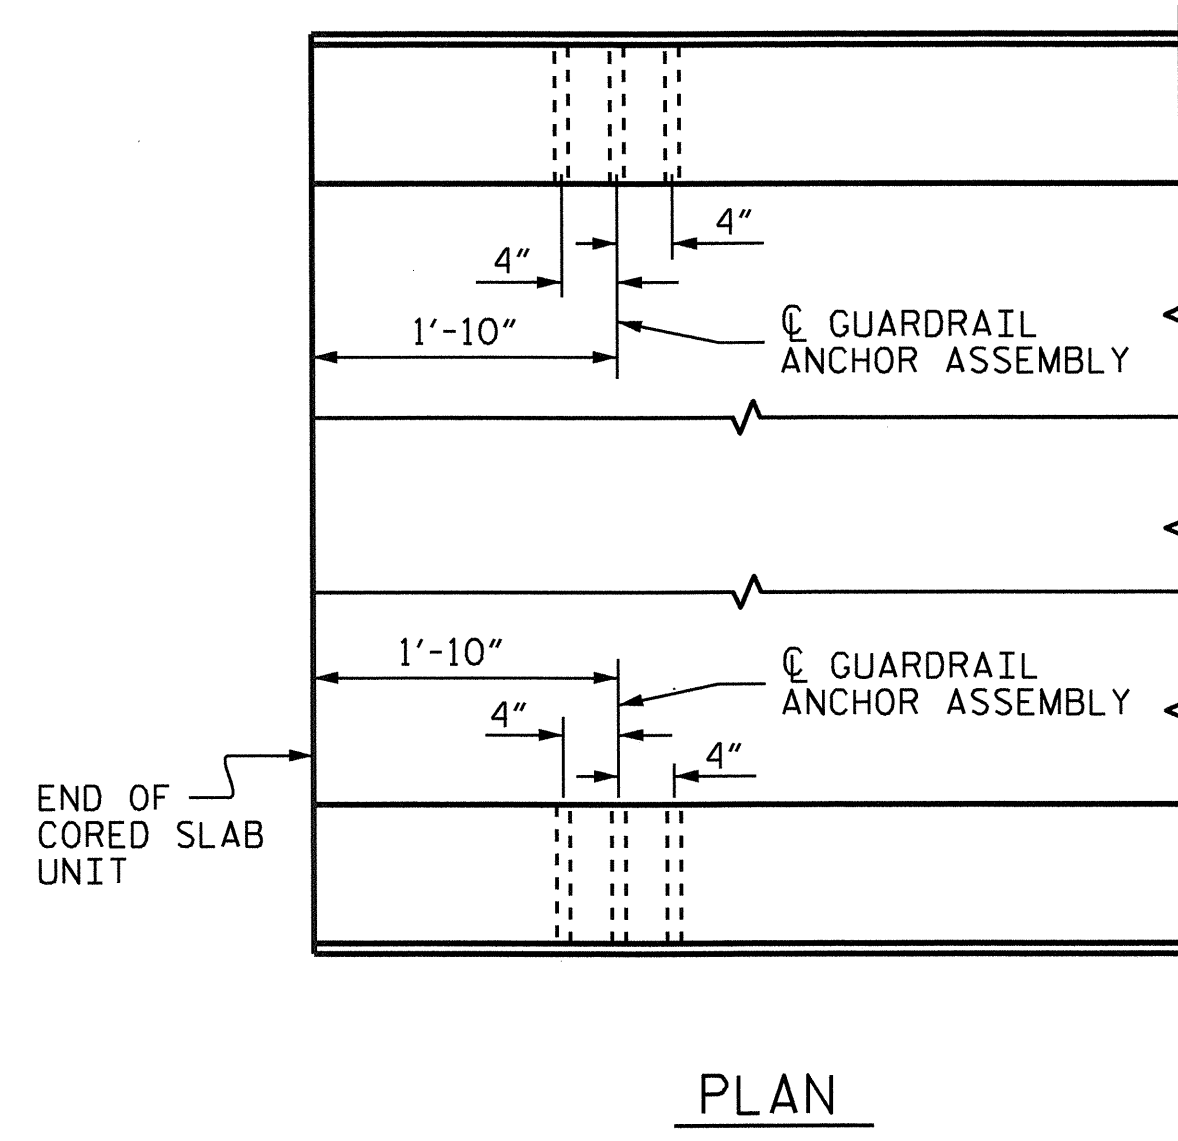 4"
4"
1'-10"
℄ GUARDRAIL
ANCHOR ASSEMBLY
1'-10"
℄ GUARDRAIL
ANCHOR ASSEMBLY
4"
4"
END OF
CORED SLAB
UNIT
PLAN